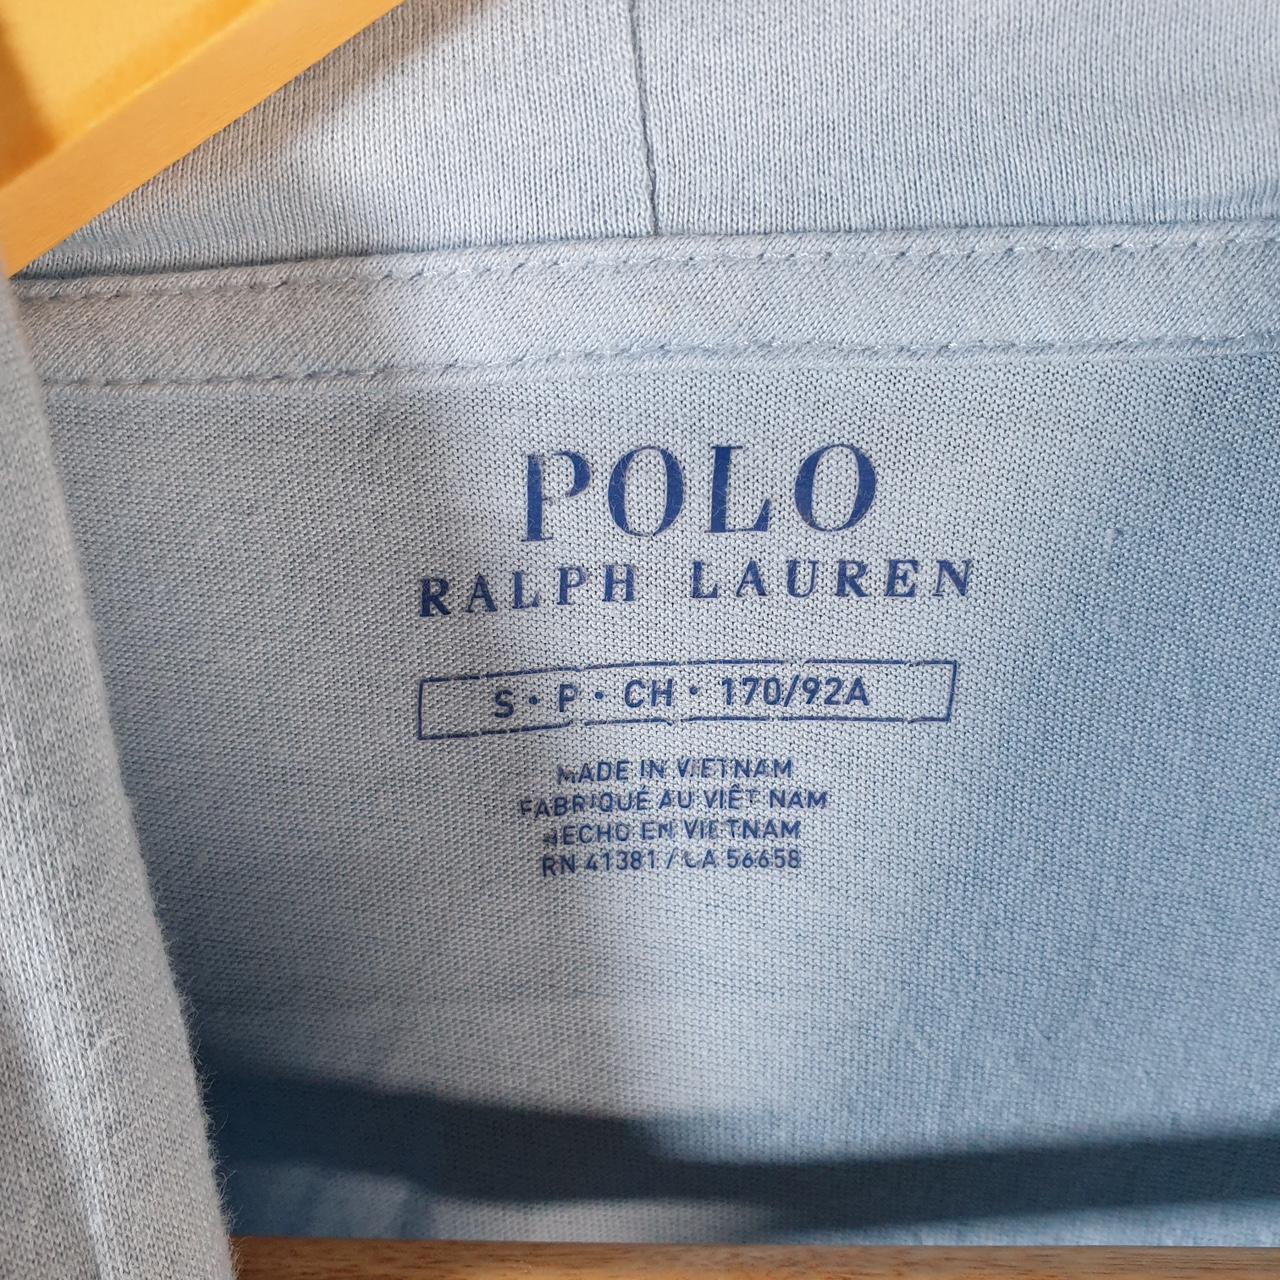 POLO
RALPH LAUREN
S • P • CH • 170/92A
MADE IN VIETNAM
FABRIQUÉ AU VIÊT NAM
HECHO EN VIETNAM
RN 41381 / CA 56658